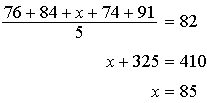 76 + 84 + x + 74 + 91
5
= 82
x + 325 = 410
x = 85